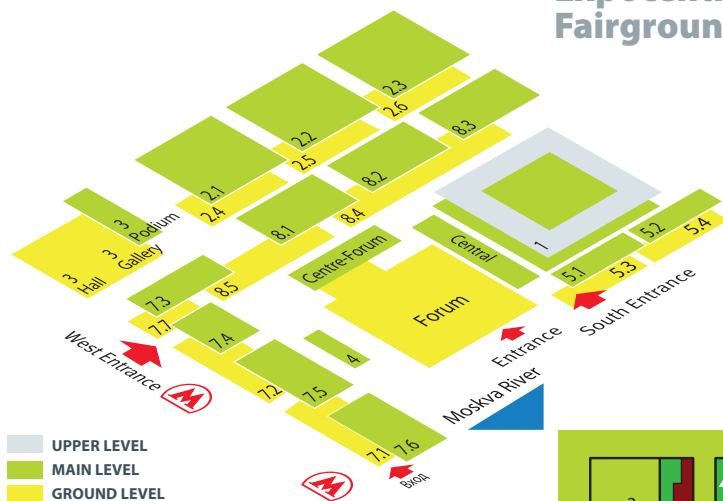 Fairgroun
2.3
2.6
2.2
2.5
8.3
8.2
8.4
2.1
2.4
8.1
8.5
3
Podium
3
Gallery
3
Hall
1
5.2
5.4
5.1
5.3
Central
Centre-Forum
Forum
South Entrance
Entrance
7.3
7.7
7.4
West Entrance
M
4
7.2
7.5
Moskva River
7.6
7.1
Вход
M
UPPER LEVEL
MAIN LEVEL
GROUND LEVEL